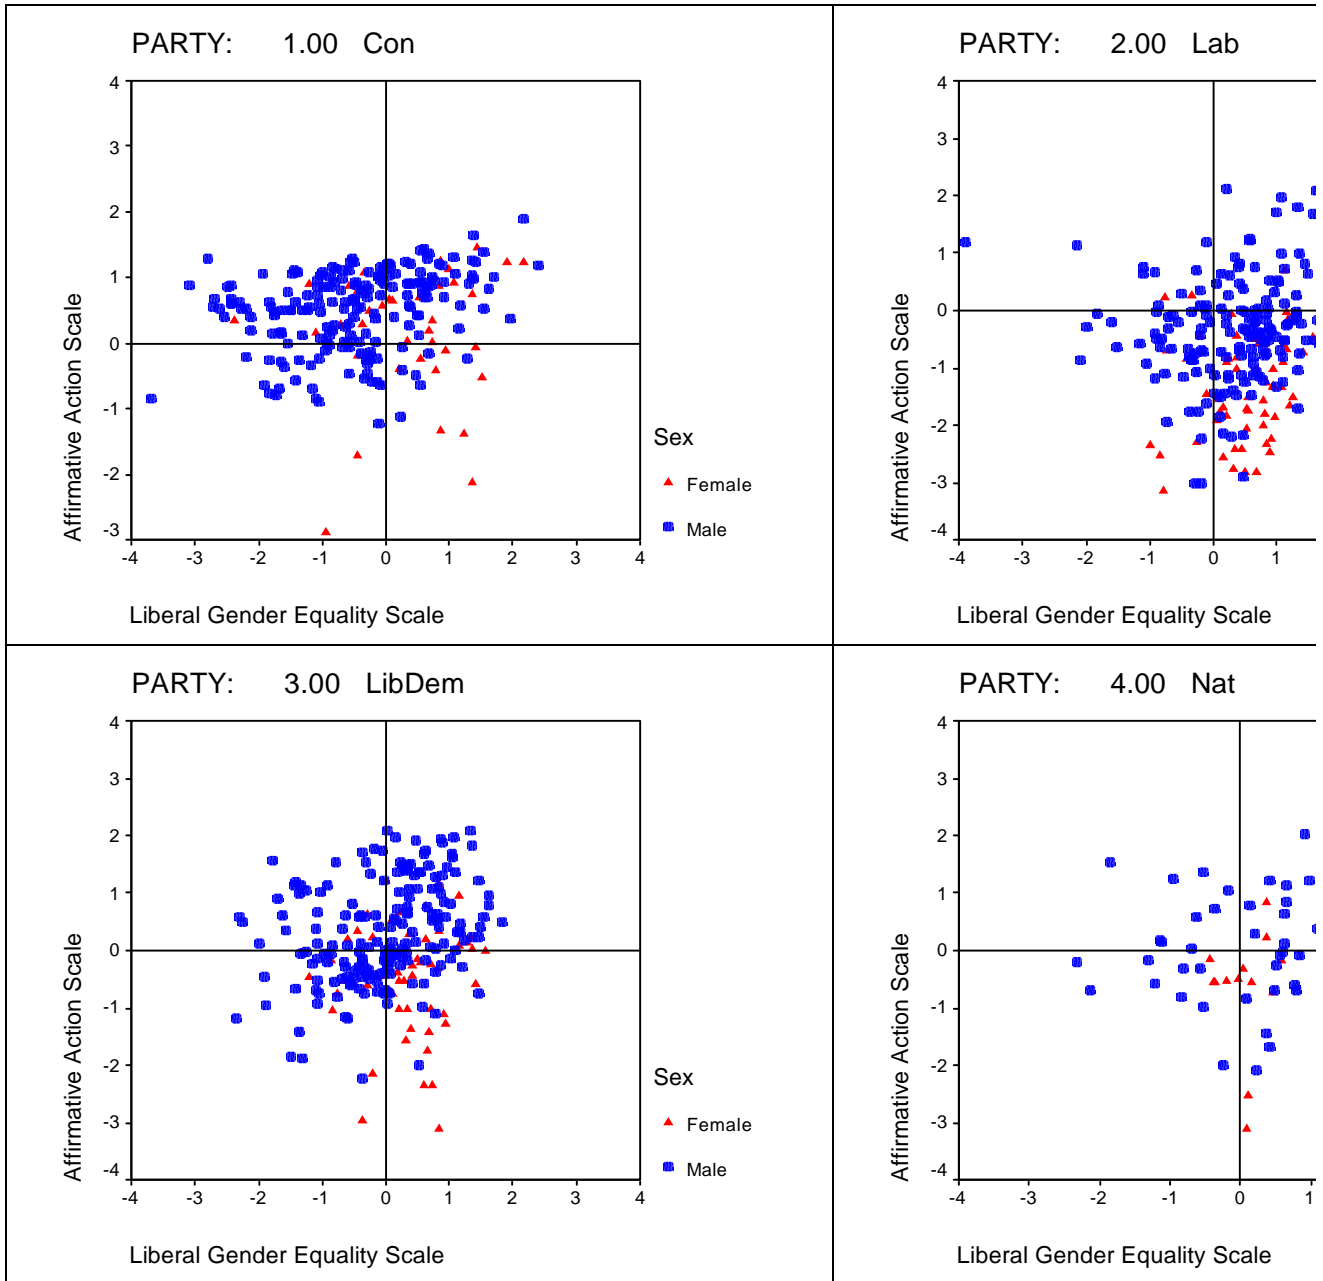 PARTY: 1.00 Con
4
3
2
1
0
-1
-2
-3
-4 -3 -2 -1 0 1 2 3 4
Affirmative Action Scale
Liberal Gender Equality Scale
Sex
Female
Male
PARTY: 2.00 Lab
4
3
2
1
0
-1
-2
-3
-4
-4 -3 -2 -1 0 1
Affirmative Action Scale
Liberal Gender Equality Scale
PARTY: 3.00 LibDem
4
3
2
1
0
-1
-2
-3
-4
-4 -3 -2 -1 0 1 2 3 4
Affirmative Action Scale
Liberal Gender Equality Scale
Sex
Female
Male
PARTY: 4.00 Nat
4
3
2
1
0
-1
-2
-3
-4
-4 -2 -1 0 1
Affirmative Action Scale
Liberal Gender Equality Scale